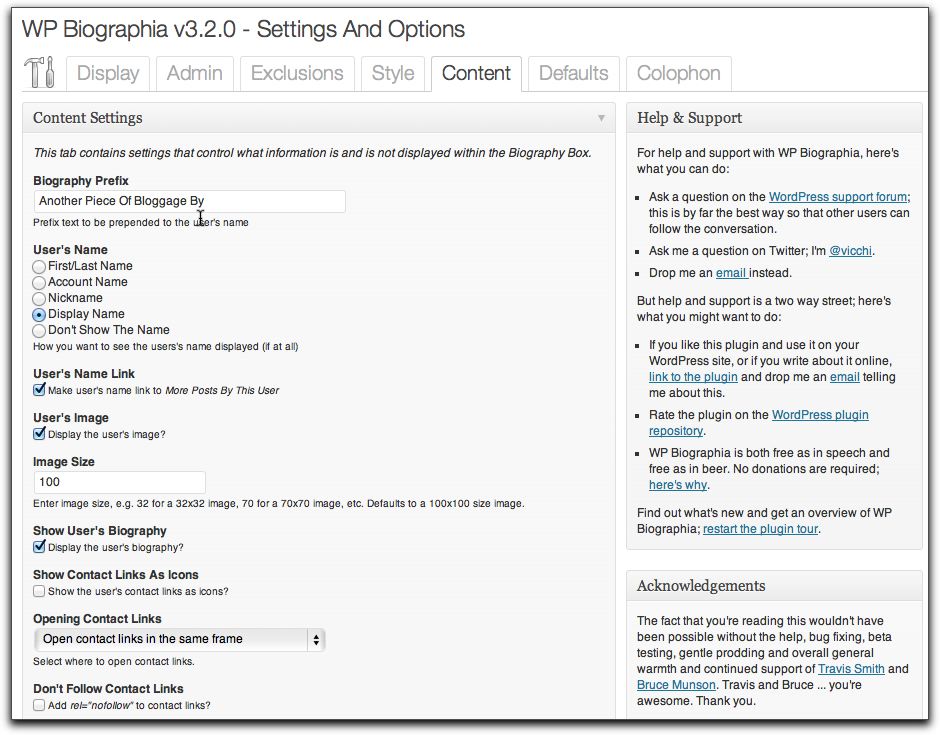 WP Biographia v3.2.0 - Settings And Options
Display Admin Exclusions Style Content Defaults Colophon
Content Settings
This tab contains settings that control what information is and is not displayed within the Biography Box.
Biography Prefix
Another Piece Of Bloggage By
Prefix text to be prepended to the user's name
User's Name
First/Last Name
Account Name
Nickname
Display Name
Don't Show The Name
How you want to see the users's name displayed (if at all)
User's Name Link
Make user's name link to More Posts By This User
User's Image
Display the user's image?
Image Size
100
Enter image size, e.g. 32 for a 32x32 image, 70 for a 70x70 image, etc. Defaults to a 100x100 size image.
Show User's Biography
Display the user's biography?
Show Contact Links As Icons
Show the user's contact links as icons?
Opening Contact Links
Open contact links in the same frame
Select where to open contact links.
Don't Follow Contact Links
Add rel="nofollow" to contact links?
Help & Support
For help and support with WP Biographia, here's
what you can do:
Ask a question on the WordPress support forum;
this is by far the best way so that other users can
follow the conversation.
Ask me a question on Twitter; I'm @vicchi.
Drop me an email instead.
But help and support is a two way street; here's
what you might want to do:
If you like this plugin and use it on your
WordPress site, or if you write about it online,
link to the plugin and drop me an email telling
me about this.
Rate the plugin on the WordPress plugin
repository.
WP Biographia is both free as in speech and
free as in beer. No donations are required;
here's why.
Find out what's new and get an overview of WP
Biographia; restart the plugin tour.
Acknowledgements
The fact that you're reading this wouldn't have
been possible without the help, bug fixing, beta
testing, gentle prodding and overall general
warmth and continued support of Travis Smith and
Bruce Munson. Travis and Bruce ... you're
awesome. Thank you.